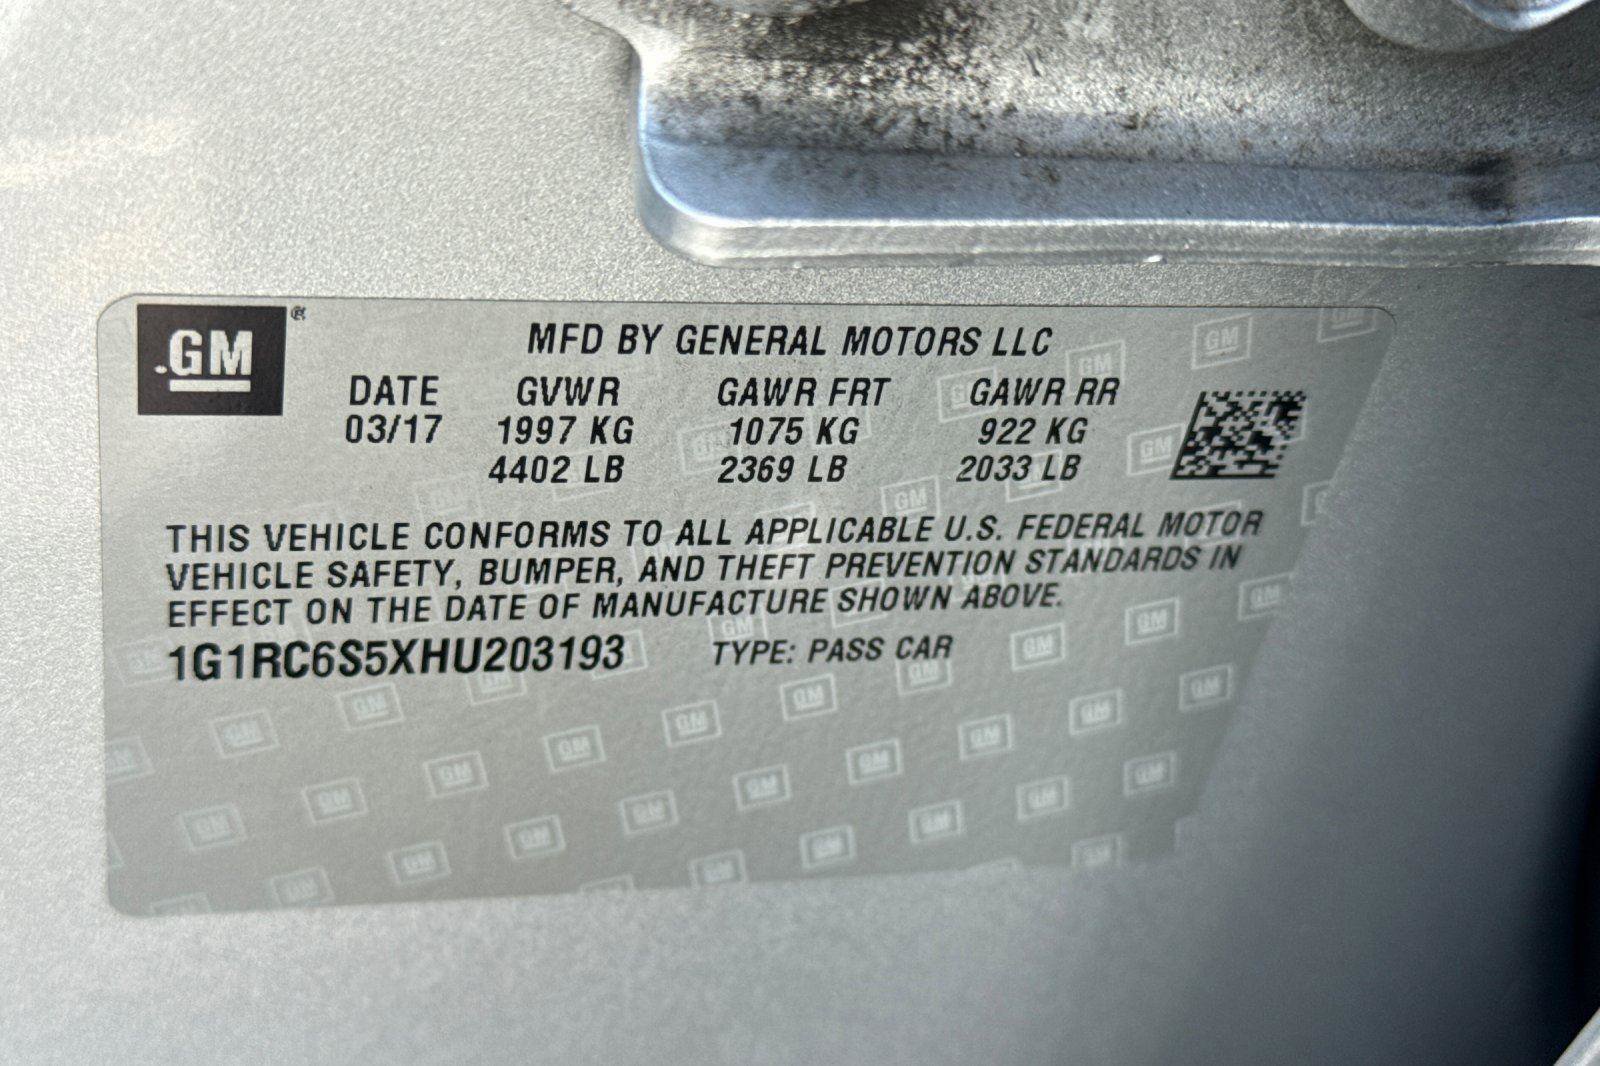 GM ®
MFD BY GENERAL MOTORS LLC
DATE GVWR GAWR FRT GAWR RR
03/17 1997 KG 1075 KG 922 KG
4402 LB 2369 LB 2033 LB
THIS VEHICLE CONFORMS TO ALL APPLICABLE U.S. FEDERAL MOTOR
VEHICLE SAFETY, BUMPER, AND THEFT PREVENTION STANDARDS IN
EFFECT ON THE DATE OF MANUFACTURE SHOWN ABOVE.
1G1RC6S5XHU203193 TYPE: PASS CAR